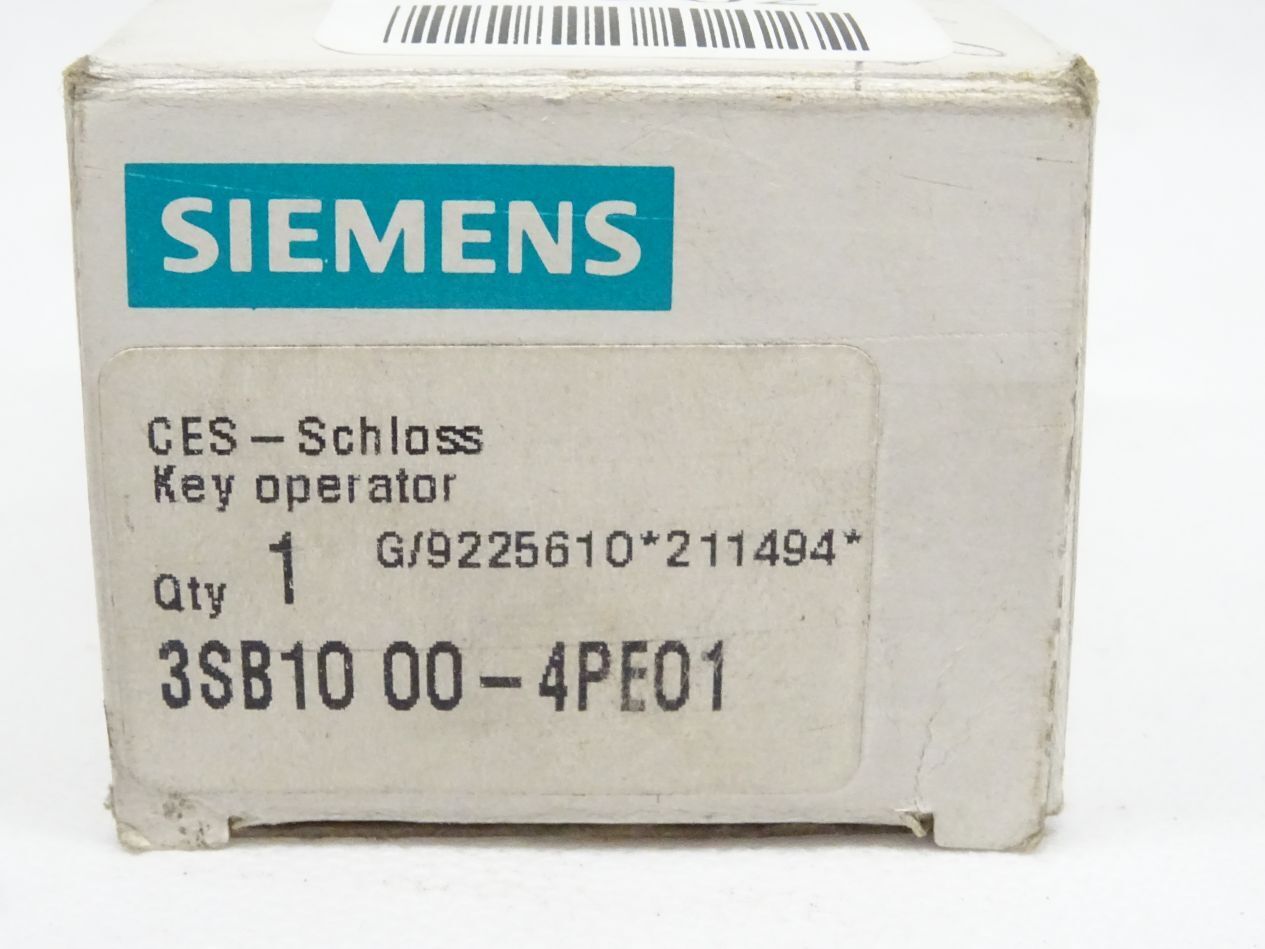 SIEMENS
CES - Schloss
Key operator
Qty 1 G/9225610*211494*
3SB10 00 - 4PE01